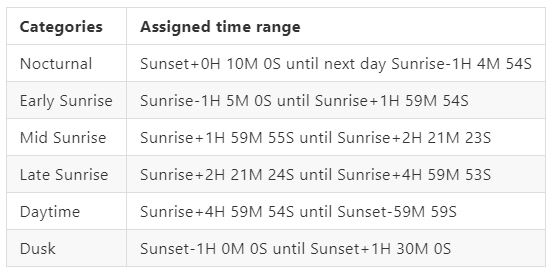 Categories Assigned time range
Nocturnal Sunset+0H 10M 0S until next day Sunrise-1H 4M 54S
Early Sunrise Sunrise-1H 5M 0S until Sunrise+1H 59M 54S
Mid Sunrise Sunrise+1H 59M 55S until Sunrise+2H 21M 23S
Late Sunrise Sunrise+2H 21M 24S until Sunrise+4H 59M 53S
Daytime Sunrise+4H 59M 54S until Sunset-59M 59S
Dusk Sunset-1H 0M 0S until Sunset+1H 30M 0S